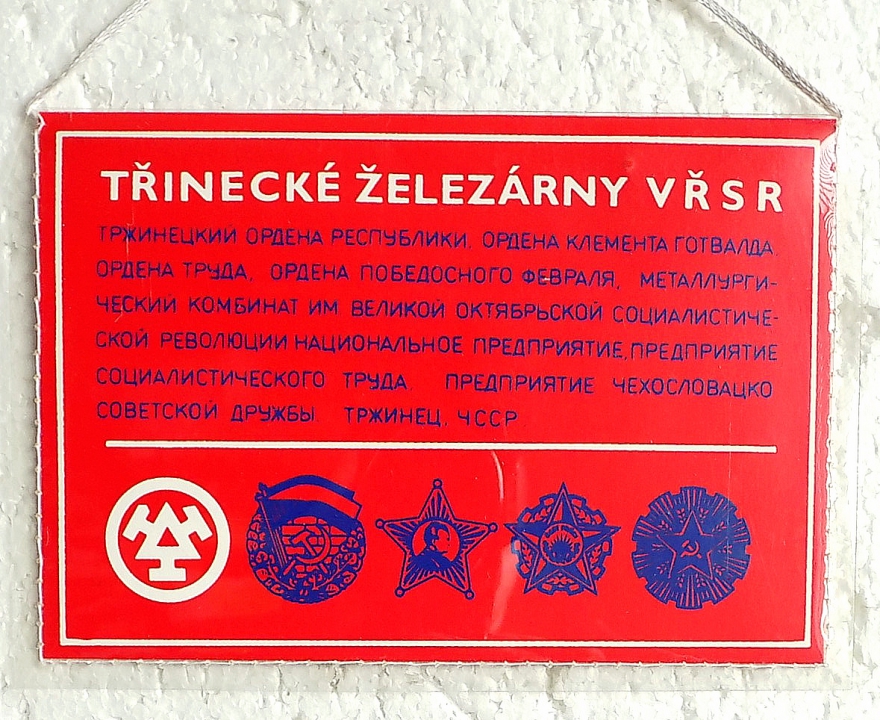 TŘINECKÉ ŽELEZÁRNY VŘSR
ТРЖИНЕЦКИЙ ОРДЕНА РЕСПУБЛИКИ, ОРДЕНА КЛЕМЕНТА ГОТВАЛДА,
ОРДЕНА ТРУДА, ОРДЕНА ПОБЕДОСНОГО ФЕВРАЛЯ, МЕТАЛЛУРГИ-
ЧЕСКИЙ КОМБИНАТ ИМ ВЕЛИКОЙ ОКТЯБРЬСКОЙ СОЦИАЛИСТИЧЕ-
СКОЙ РЕВОЛЮЦИИ НАЦИОНАЛЬНОЕ ПРЕДПРИЯТИЕ, ПРЕДПРИЯТИЕ
СОЦИАЛИСТИЧЕСКОГО ТРУДА ПРЕДПРИЯТИЕ ЧЕХОСЛОВАЦКО
СОВЕТСКОЙ ДРУЖБЫ ТРЖИНЕЦ, ЧССР